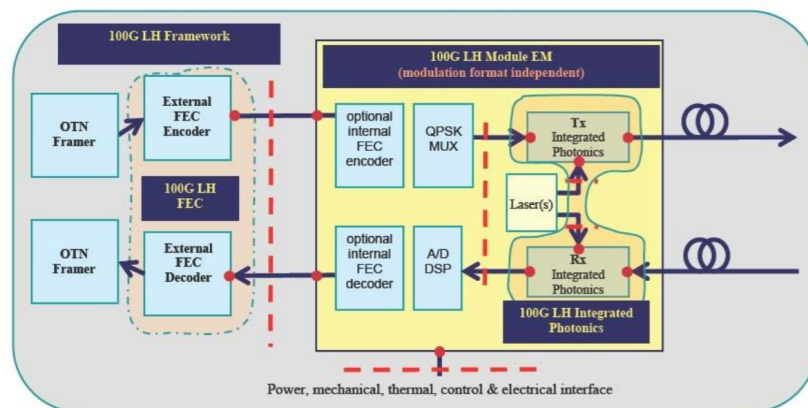 100G LH Framework
100G LH Module EM
(modulation format independent)
OTN
Framer
External
FEC
Encoder
optional
internal
FEC
encoder
QPSK
MUX
Tx
Integrated
Photonics
100G LH
FEC
Laser(s)
OTN
Framer
External
FEC
Decoder
optional
internal
FEC
decoder
A/D
DSP
Rx
Integrated
Photonics
100G LH Integrated
Photonics
Power, mechanical, thermal, control & electrical interface